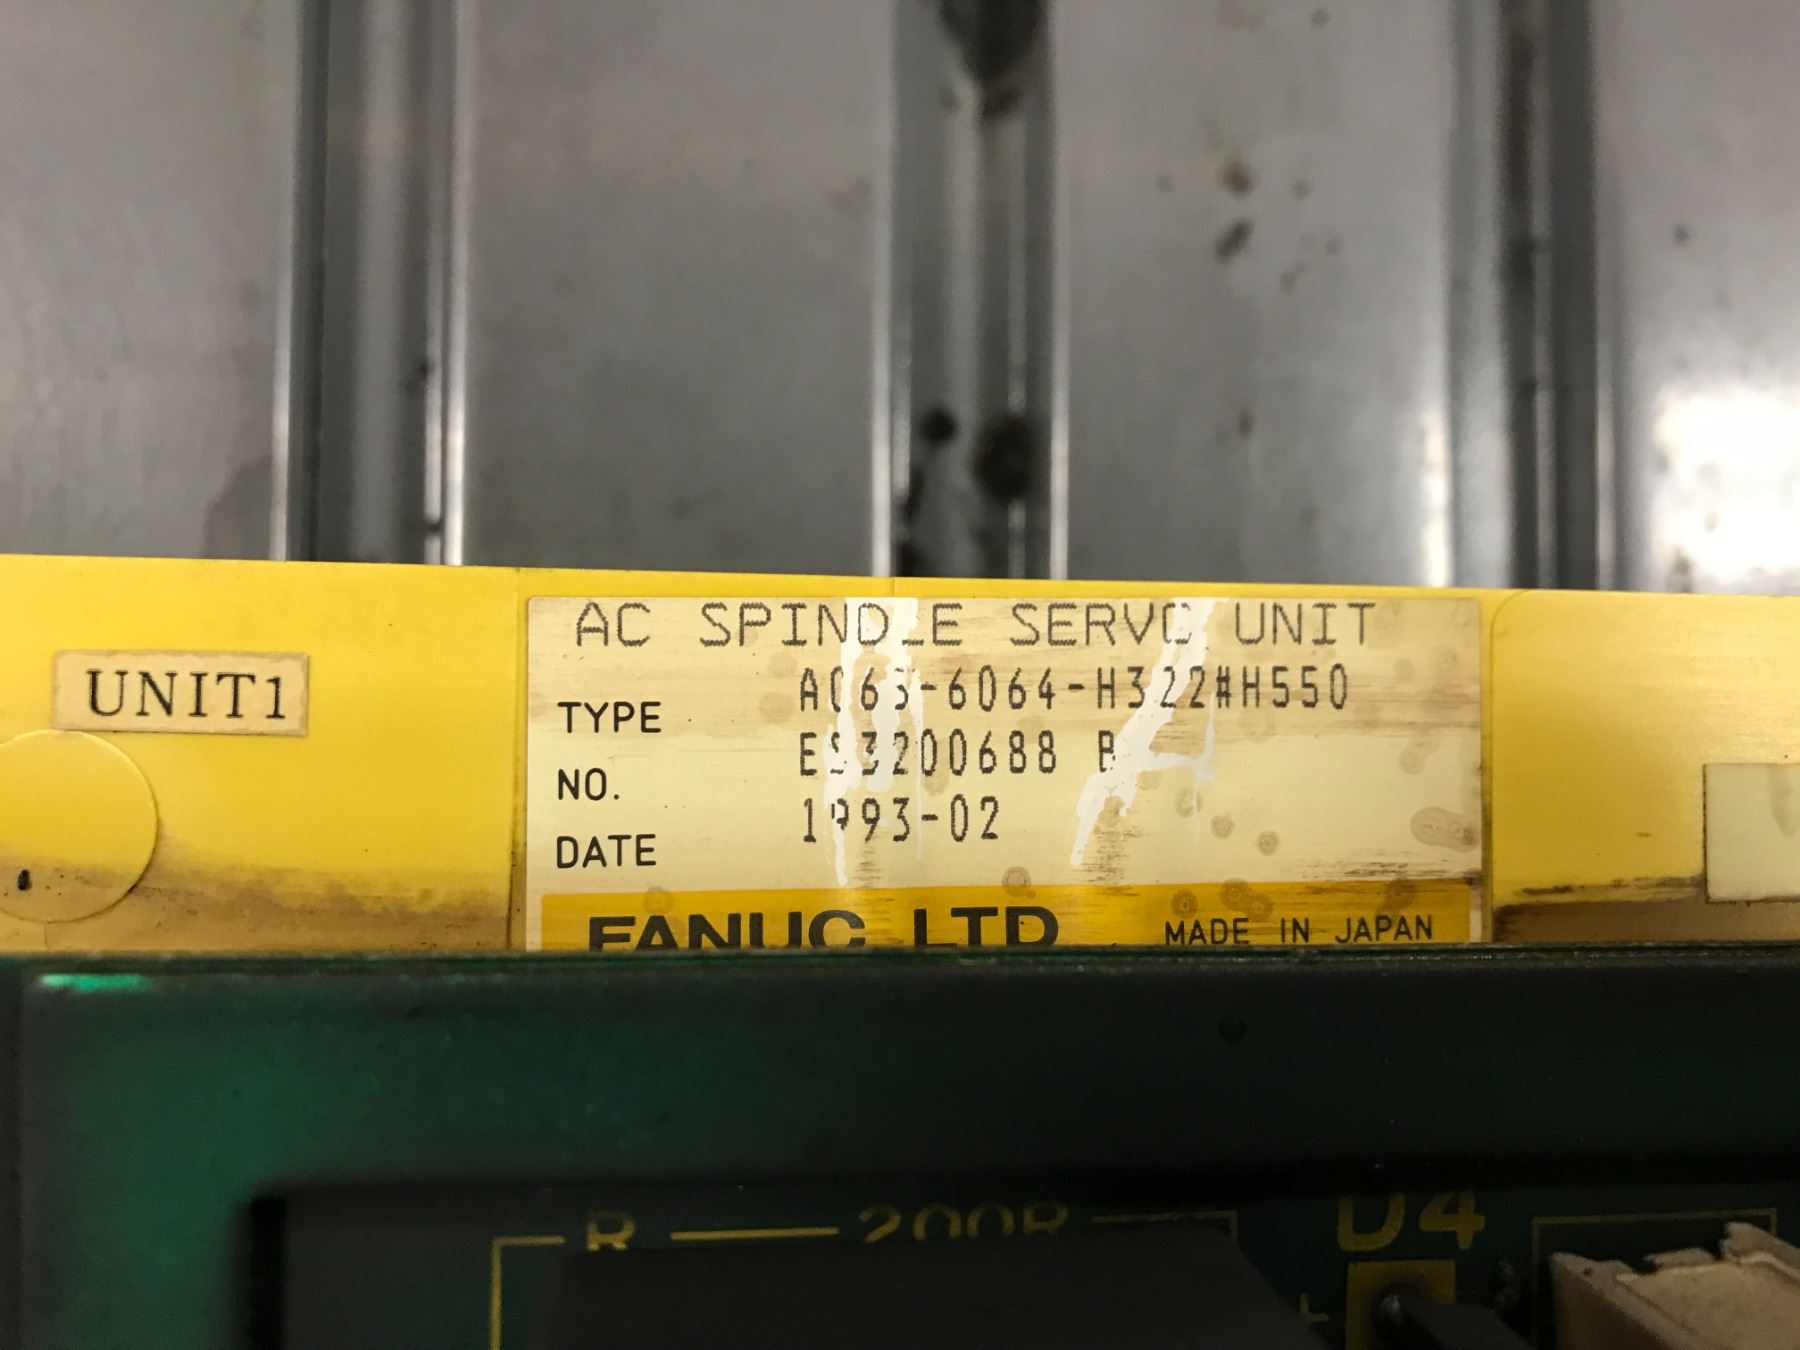 AC SPINDLE SERVO UNIT
UNIT1
TYPE A06B-6064-H322#H550
NO. ES3200688 B
DATE 1993-02
FANUC LTD MADE IN JAPAN
R 200R D4
+